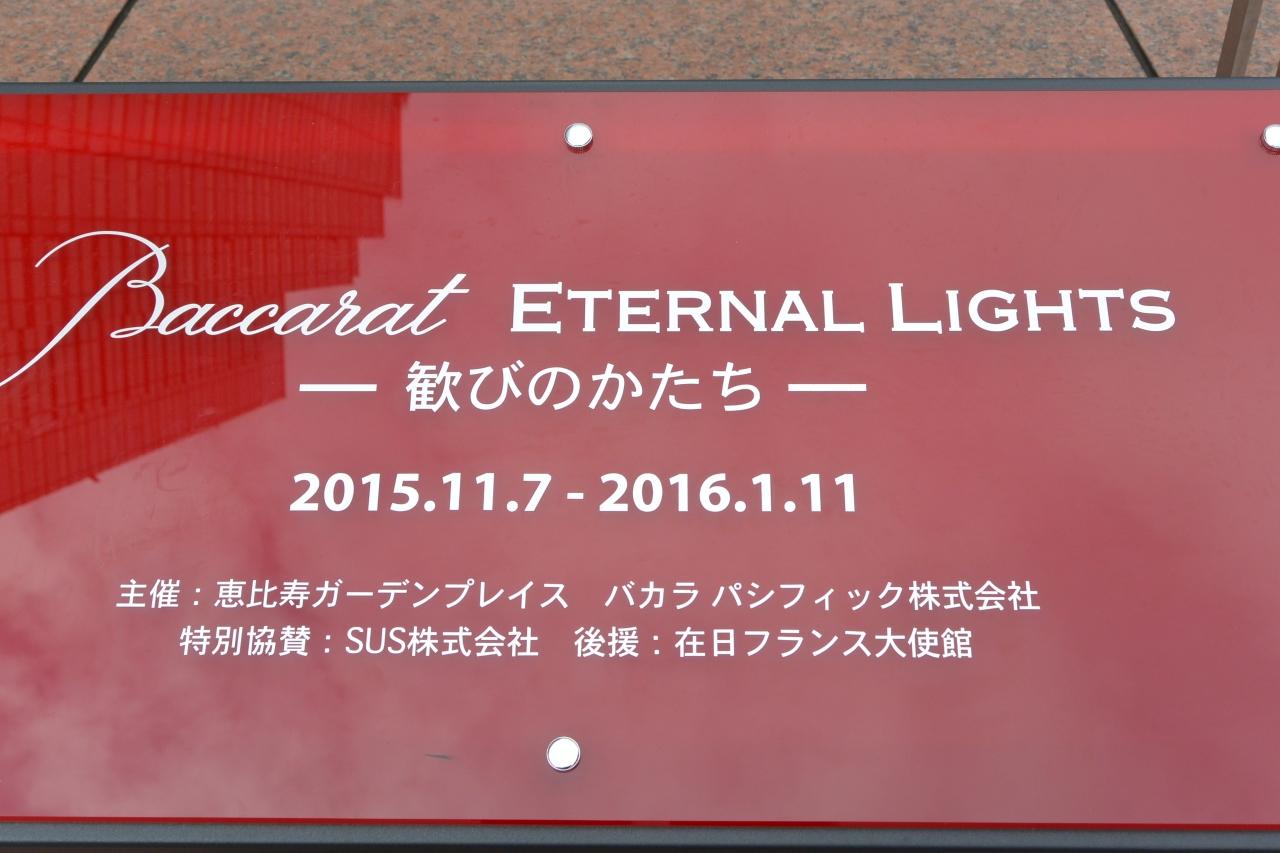 Baccarat ETERNAL LIGHTS
― 歓びのかたち ―
2015.11.7 - 2016.1.11
主催：恵比寿ガーデンプレイス　バカラ パシフィック株式会社
特別協賛：SUS株式会社　後援：在日フランス大使館